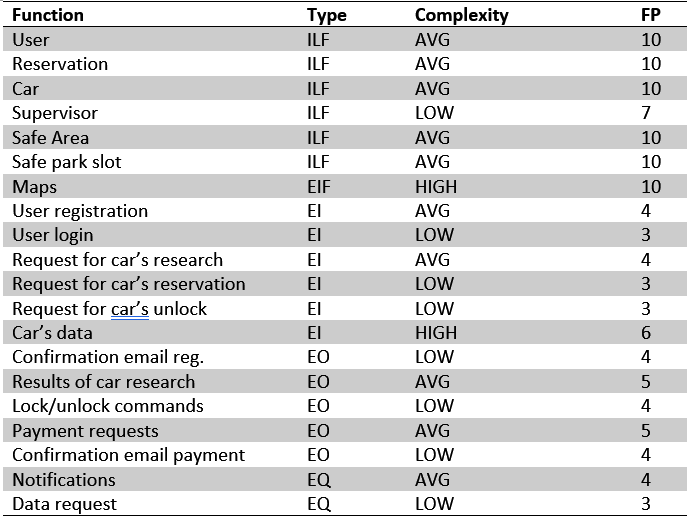 Function Type Complexity FP
User ILF AVG 10
Reservation ILF AVG 10
Car ILF AVG 10
Supervisor ILF LOW 7
Safe Area ILF AVG 10
Safe park slot ILF AVG 10
Maps EIF HIGH 10
User registration EI AVG 4
User login EI LOW 3
Request for car’s research EI AVG 4
Request for car’s reservation EI LOW 3
Request for car’s unlock EI LOW 3
Car’s data EI HIGH 6
Confirmation email reg. EO LOW 4
Results of car research EO AVG 5
Lock/unlock commands EO LOW 4
Payment requests EO AVG 5
Confirmation email payment EO LOW 4
Notifications EQ AVG 4
Data request EQ LOW 3